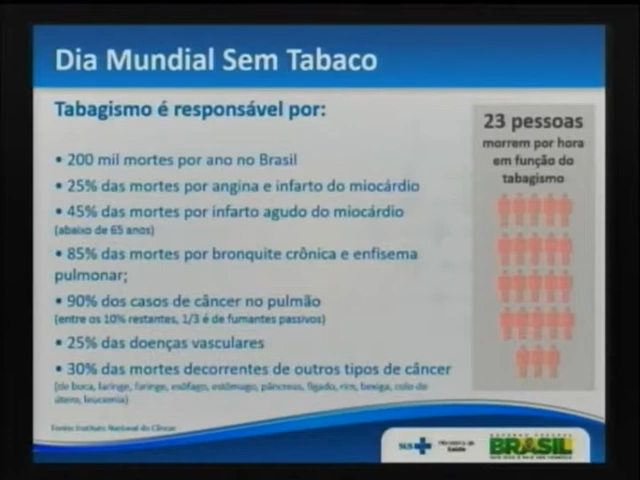 Dia Mundial Sem Tabaco
Tabagismo é responsável por:
• 200 mil mortes por ano no Brasil
• 25% das mortes por angina e infarto do miocárdio
• 45% das mortes por infarto agudo do miocárdio
(abaixo de 65 anos)
• 85% das mortes por bronquite crônica e enfisema
pulmonar;
• 90% dos casos de câncer no pulmão
(entre os 10% restantes, 1/3 é de fumantes passivos)
• 25% das doenças vasculares
• 30% das mortes decorrentes de outros tipos de câncer
(de boca, laringe, faringe, esôfago, estômago, pâncreas, fígado, rim, bexiga, colo de
útero, leucemia)
Fonte: Instituto Nacional do Câncer
23 pessoas
morrem por hora
em função do
tabagismo
SUS
Ministério da
Saúde
GOVERNO FEDERAL
BRASIL